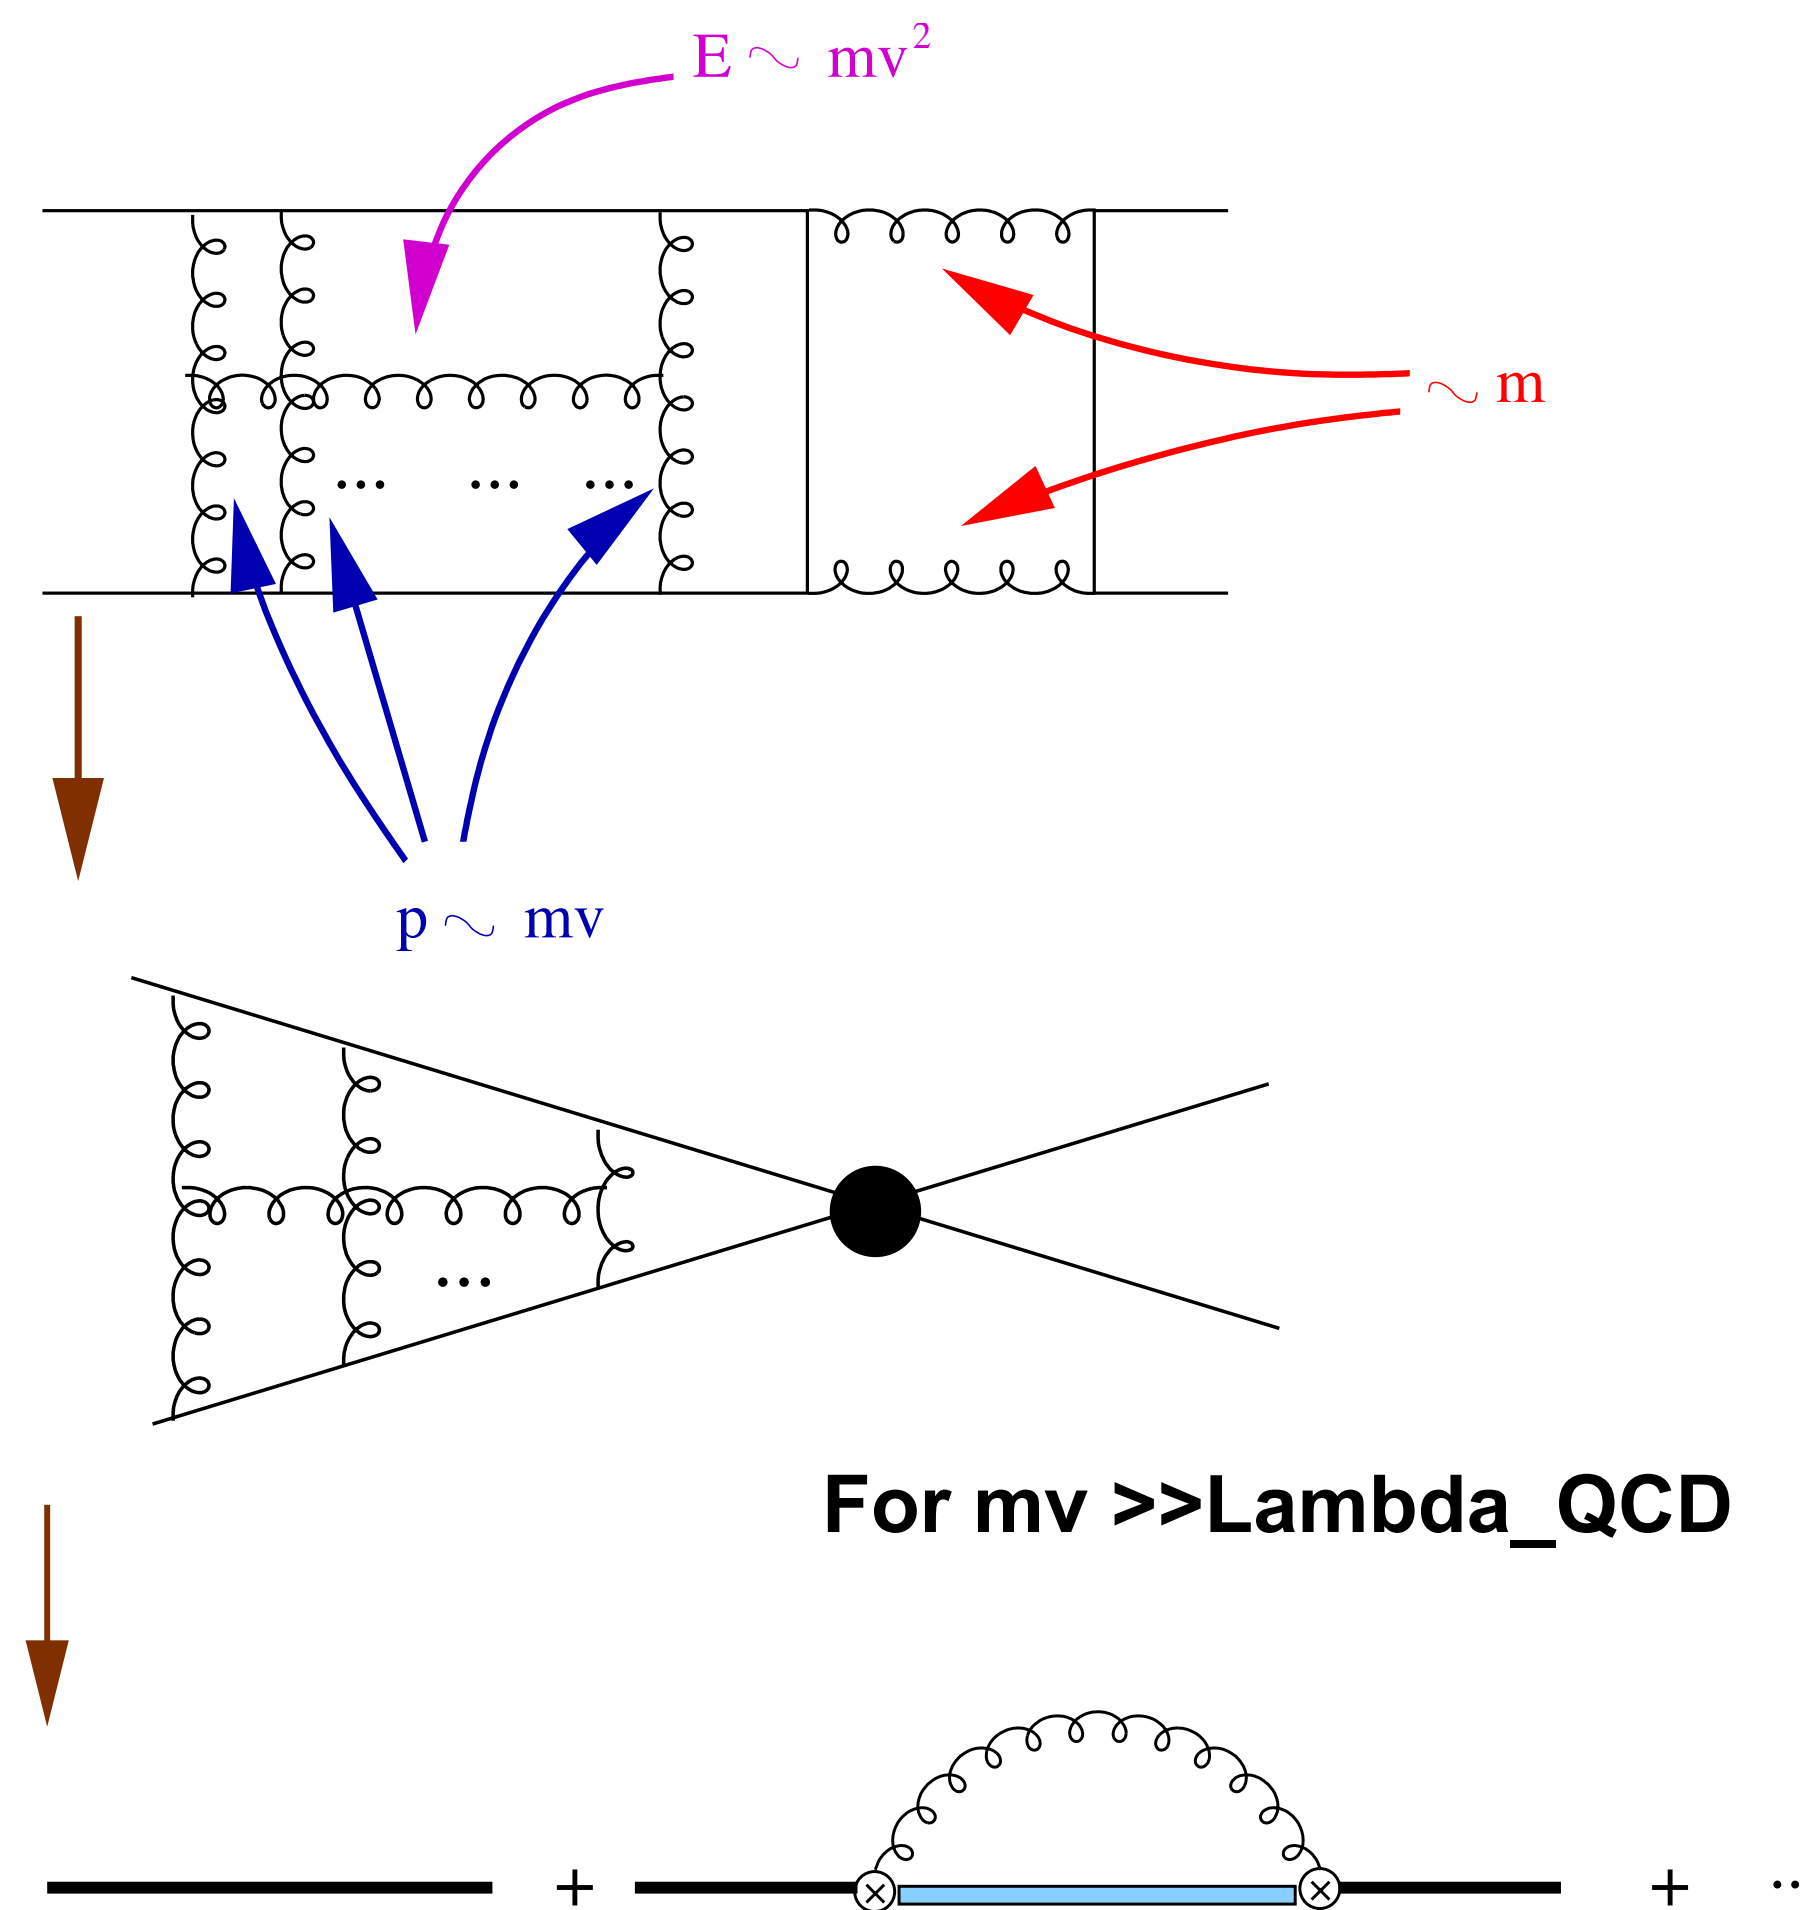 E ~ mv²
~ m
...   ...   ...
p ~ mv
...
For mv >>Lambda_QCD
+ + ..